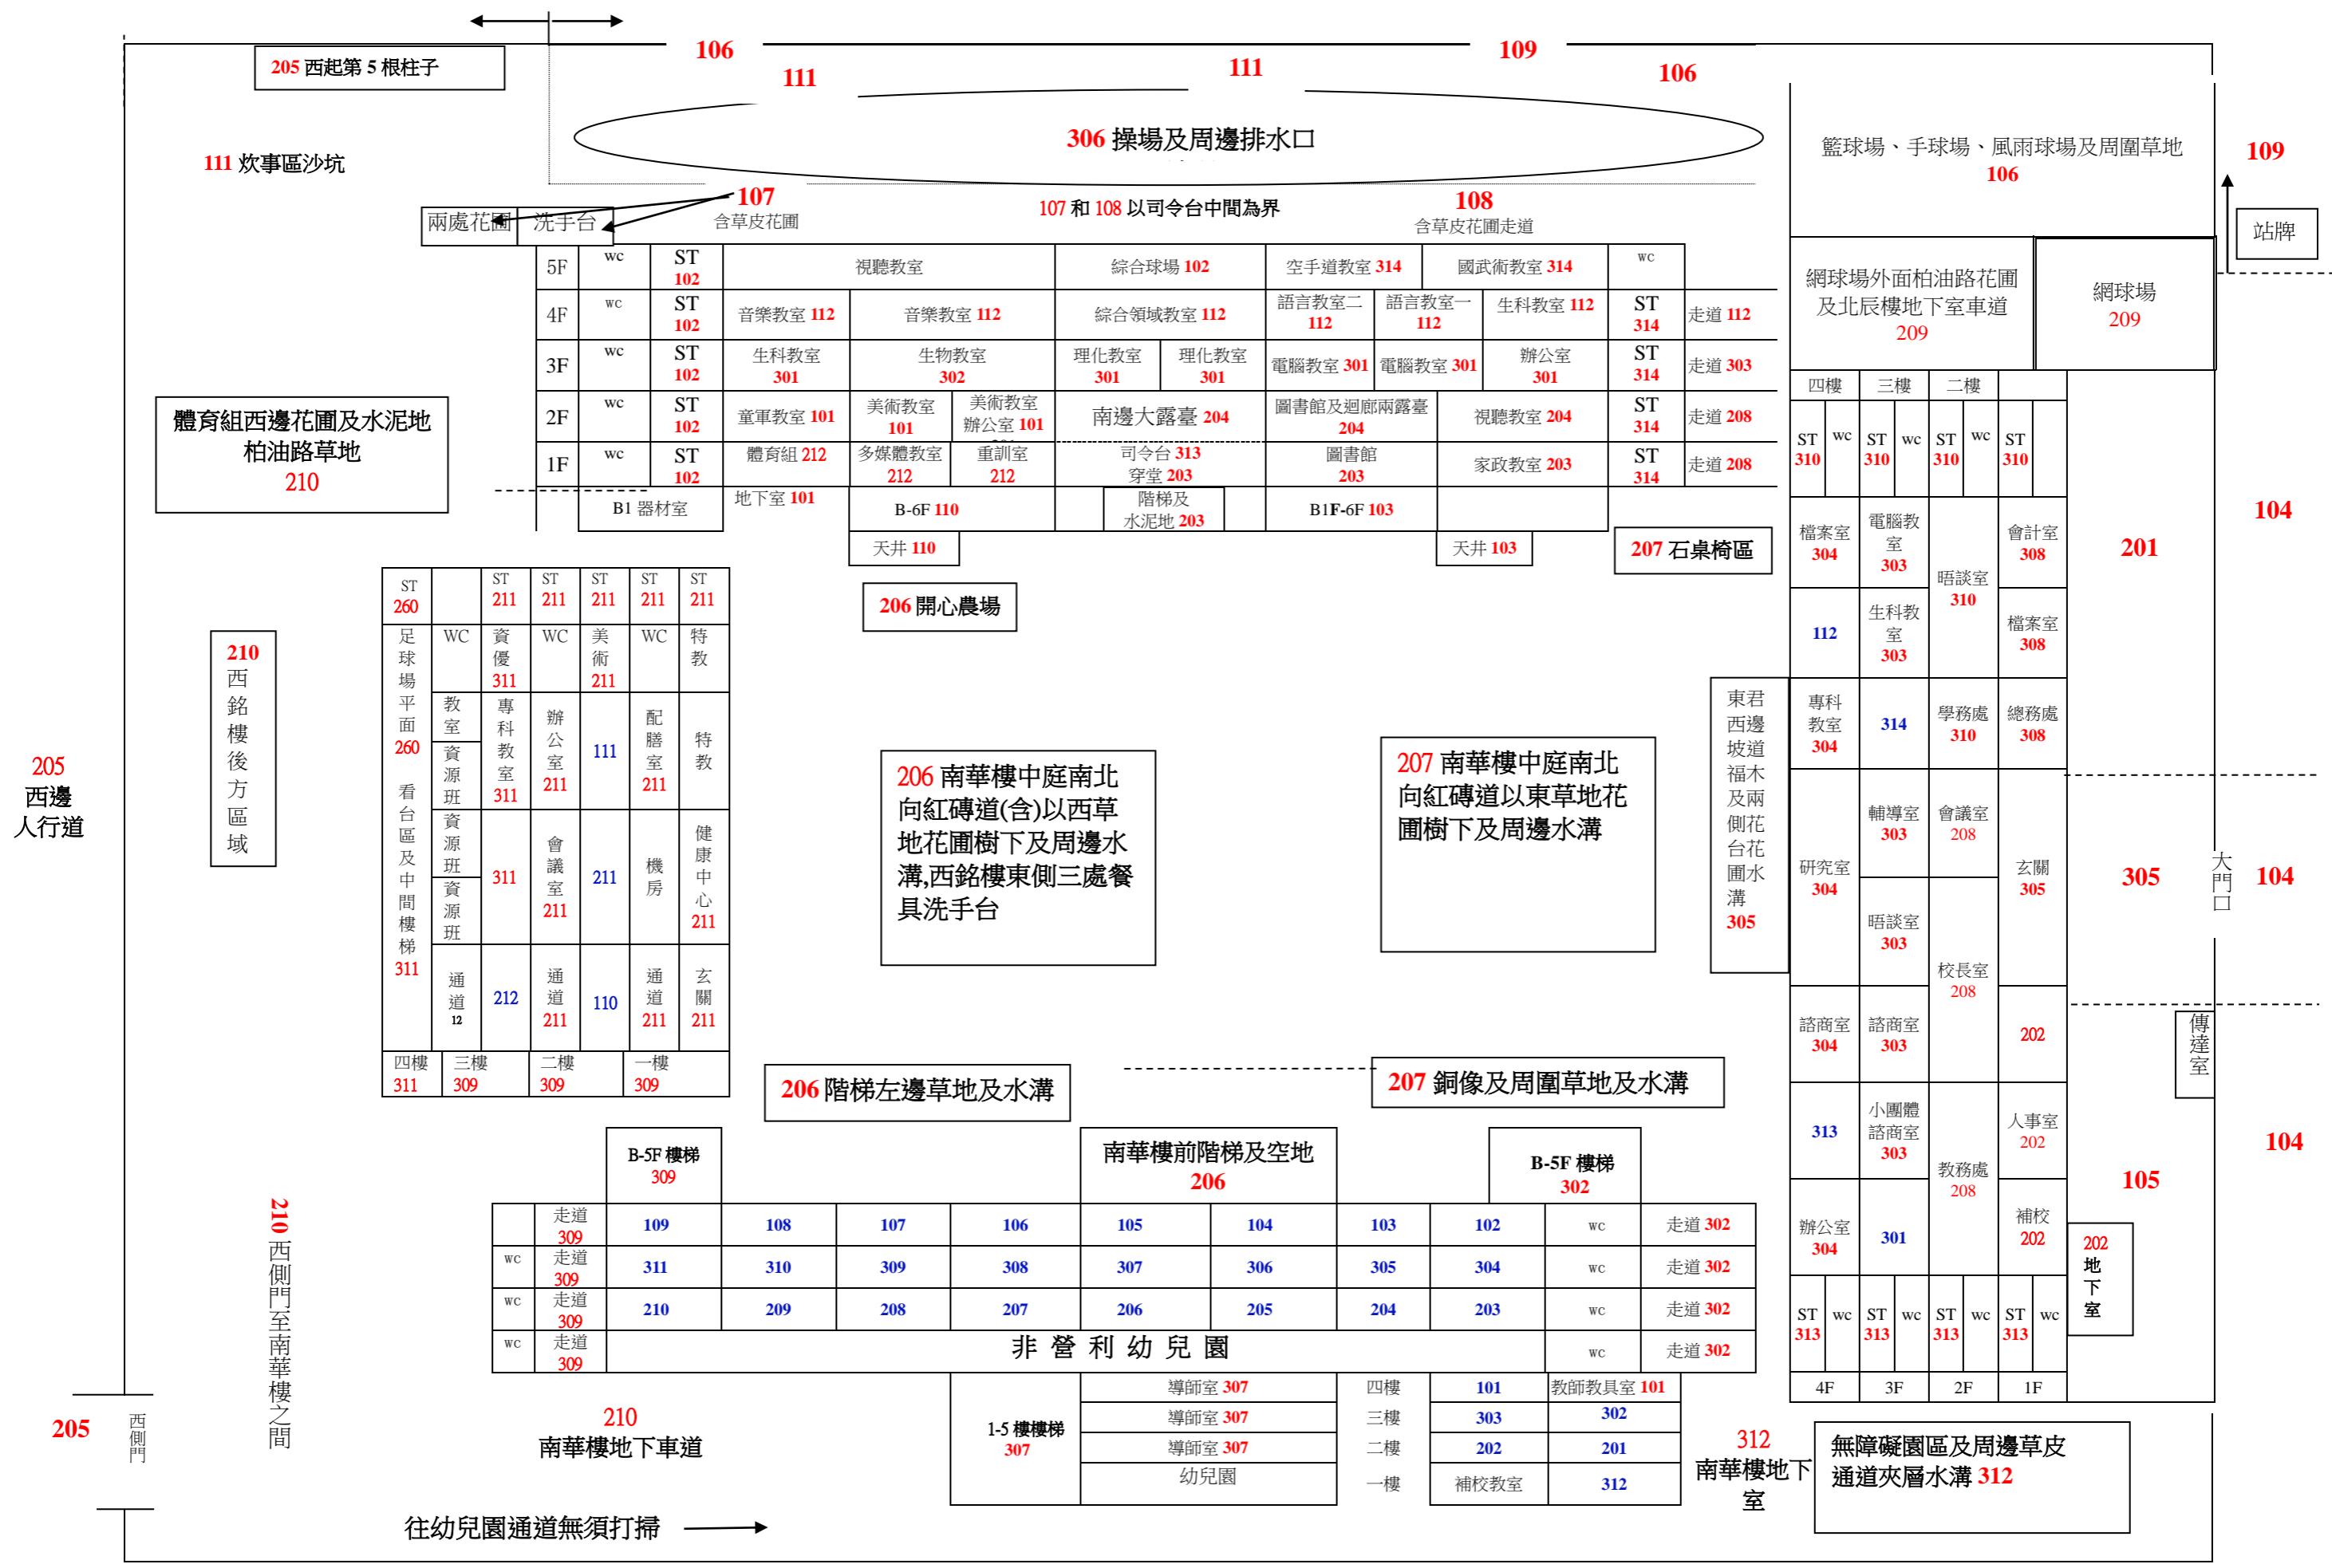 106
109
205 西起第 5 根柱子
111
111
106
306 操場及周邊排水口
111 炊事區沙坑
籃球場、手球場、風雨球場及周圍草地
106
109
107
含草皮花圃
107 和 108 以司令台中間為界
108
含草皮花圃走道
兩處花圃 洗手台
站牌
5F wc ST 102 視聽教室 綜合球場 102 空手道教室 314 國武術教室 314 wc
4F wc ST 102 音樂教室 112 音樂教室 112 綜合領域教室 112 語言教室二 112 語言教室一 112 生科教室 112 ST 314 走道 112
3F wc ST 102 生科教室 301 生物教室 302 理化教室 301 理化教室 301 電腦教室 301 電腦教室 301 辦公室 301 ST 314 走道 303
2F wc ST 102 童軍教室 101 美術教室 101 美術教室辦公室 101 南邊大露臺 204 圖書館及迴廊兩露臺 204 視聽教室 204 ST 314 走道 208
1F wc ST 102 體育組 212 多媒體教室 212 重訓室 212 司令台 313 穿堂 203 圖書館 203 家政教室 203 ST 314 走道 208
B1 器材室 地下室 101 B-6F 110 階梯及水泥地 203 B1F-6F 103
天井 110 天井 103
網球場外面柏油路花圃
及北辰樓地下室車道
209
網球場
209
體育組西邊花圃及水泥地
柏油路草地
210
207 石桌椅區
206 開心農場
四樓 三樓 二樓
ST 310 wc ST 310 wc ST 310 wc ST 310
檔案室 304 電腦教室 303 晤談室 310 會計室 308
112 生科教室 303 檔案室 308
專科教室 304 314 學務處 310 總務處 308
研究室 304 輔導室 303 會議室 208 玄關 305
晤談室 303 校長室 208
諮商室 304 諮商室 303 202
313 小團體諮商室 303 教務處 208 人事室 202
辦公室 304 301 補校 202
ST 313 wc ST 313 wc ST 313 wc ST 313 wc
4F 3F 2F 1F
201
104
305
大門口
104
傳達室
104
105
202 地下室
ST 260 ST 211 ST 211 ST 211 ST 211 ST 211
足球場平面 260 看台區及中間樓梯 311
WC 資優 311 WC 美術 211 WC 特教
教室 資源班 專科教室 311 辦公室 211 111 配膳室 211 特教
資源班 資源班 311 會議室 211 211 機房 健康中心 211
通道 12 212 通道 211 110 通道 211 玄關 211
四樓 311 三樓 309 二樓 309 一樓 309
210 西銘樓後方區域
205
西邊
人行道
206 南華樓中庭南北
向紅磚道(含)以西草
地花圃樹下及周邊水
溝,西銘樓東側三處餐
具洗手台
207 南華樓中庭南北
向紅磚道以東草地花
圃樹下及周邊水溝
東君
西邊
坡道
福木
及兩
側花
台花
圃水
溝
305
206 階梯左邊草地及水溝
207 銅像及周圍草地及水溝
B-5F 樓梯
309
南華樓前階梯及空地
206
B-5F 樓梯
302
走道 309 109 108 107 106 105 104 103 102 wc 走道 302
wc 走道 309 311 310 309 308 307 306 305 304 wc 走道 302
wc 走道 309 210 209 208 207 206 205 204 203 wc 走道 302
wc 走道 309 非營利幼兒園 wc 走道 302
1-5 樓樓梯
307
導師室 307 四樓 101 教師教具室 101
導師室 307 三樓 303 302
導師室 307 二樓 202 201
幼兒園 一樓 補校教室 312
210 西側門至南華樓之間
205
西側門
210
南華樓地下車道
312
南華樓地下
室
無障礙園區及周邊草皮
通道夾層水溝 312
往幼兒園通道無須打掃